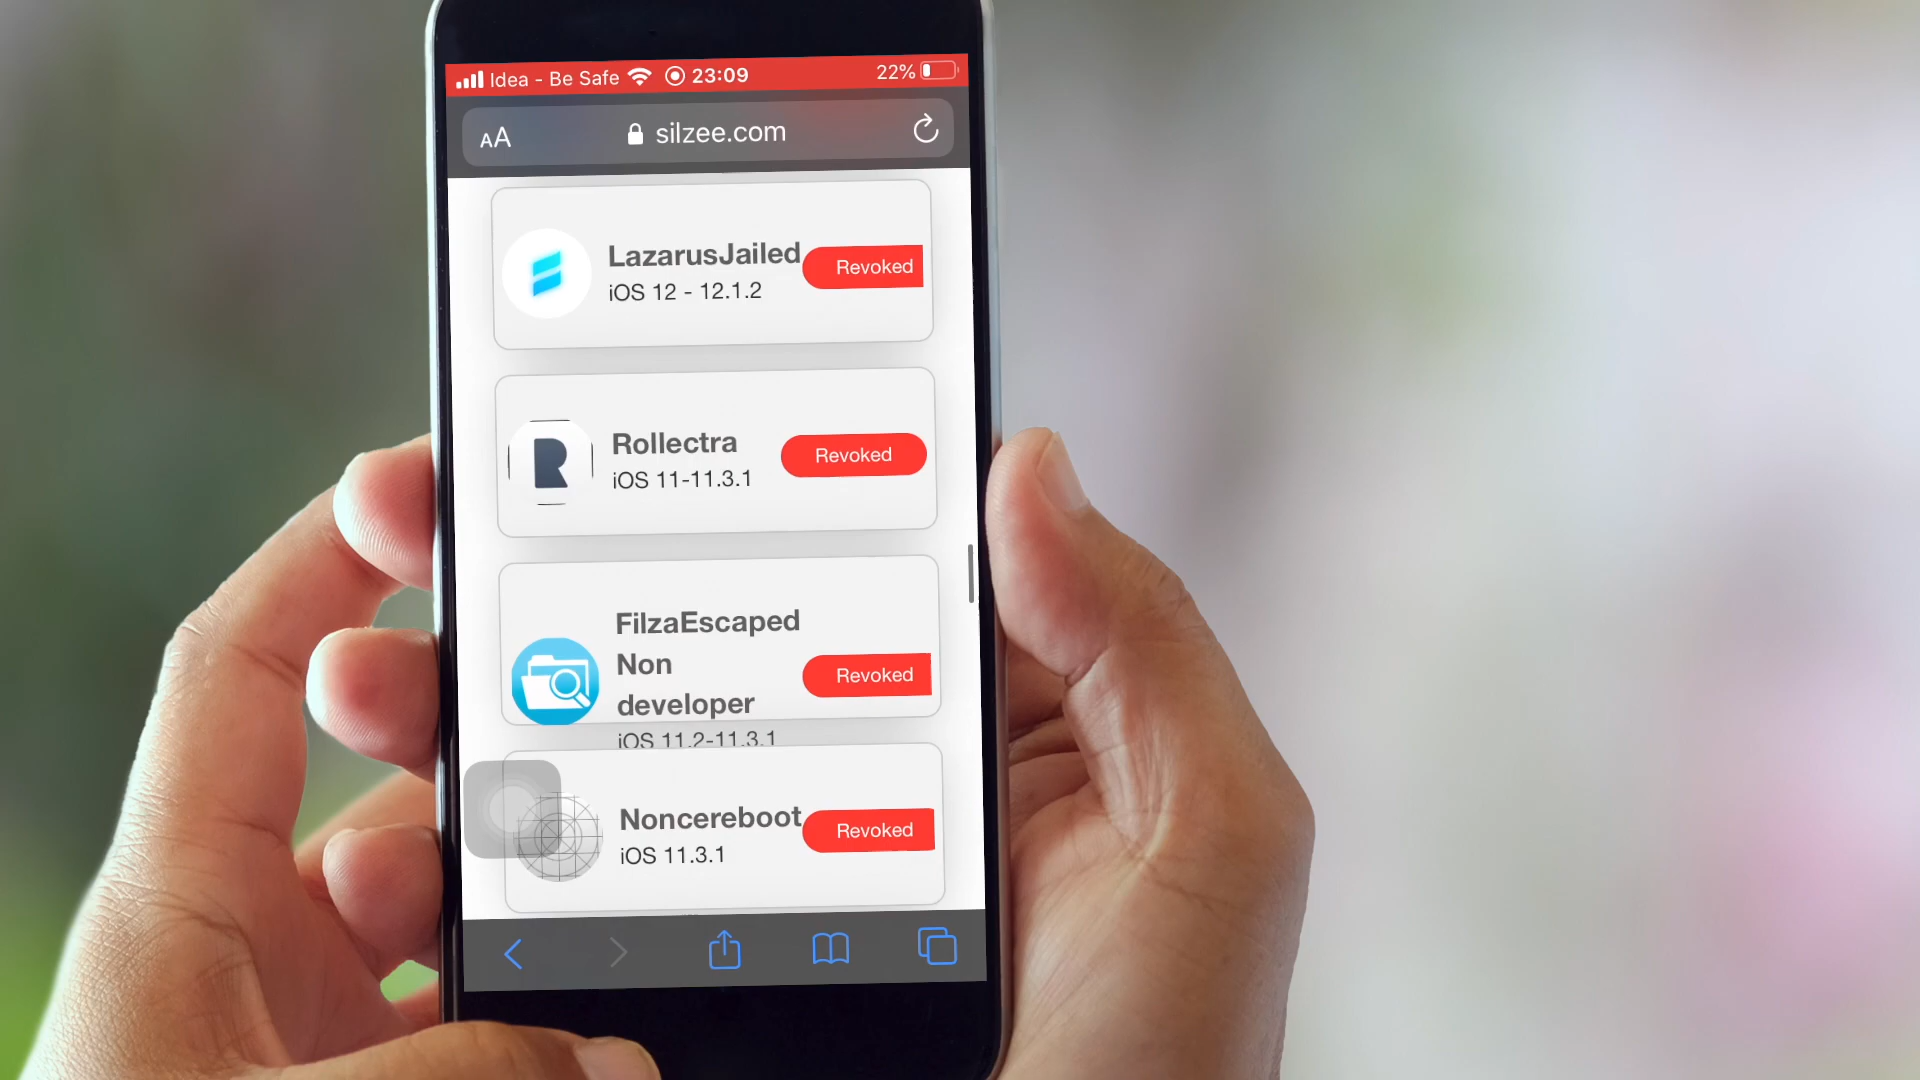 Idea - Be Safe 23:09 22%
AA silzee.com
LazarusJailed
Revoked
iOS 12 - 12.1.2
R
Rollectra
Revoked
iOS 11-11.3.1
FilzaEscaped
Non
Revoked
developer
iOS 11.2-11.3.1
Noncereboot
Revoked
iOS 11.3.1